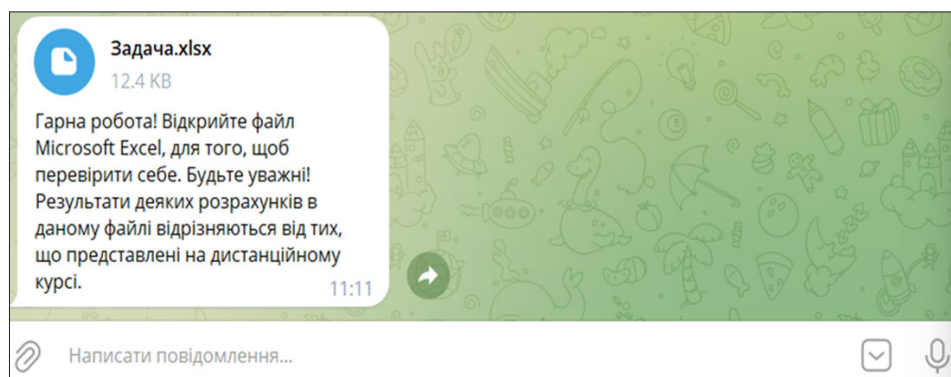 Задача.xlsx
12.4 KB
Гарна робота! Відкрийте файл
Microsoft Excel, для того, щоб
перевірити себе. Будьте уважні!
Результати деяких розрахунків в
даному файлі відрізняються від тих,
що представлені на дистанційному
курсі.
11:11
Написати повідомлення...